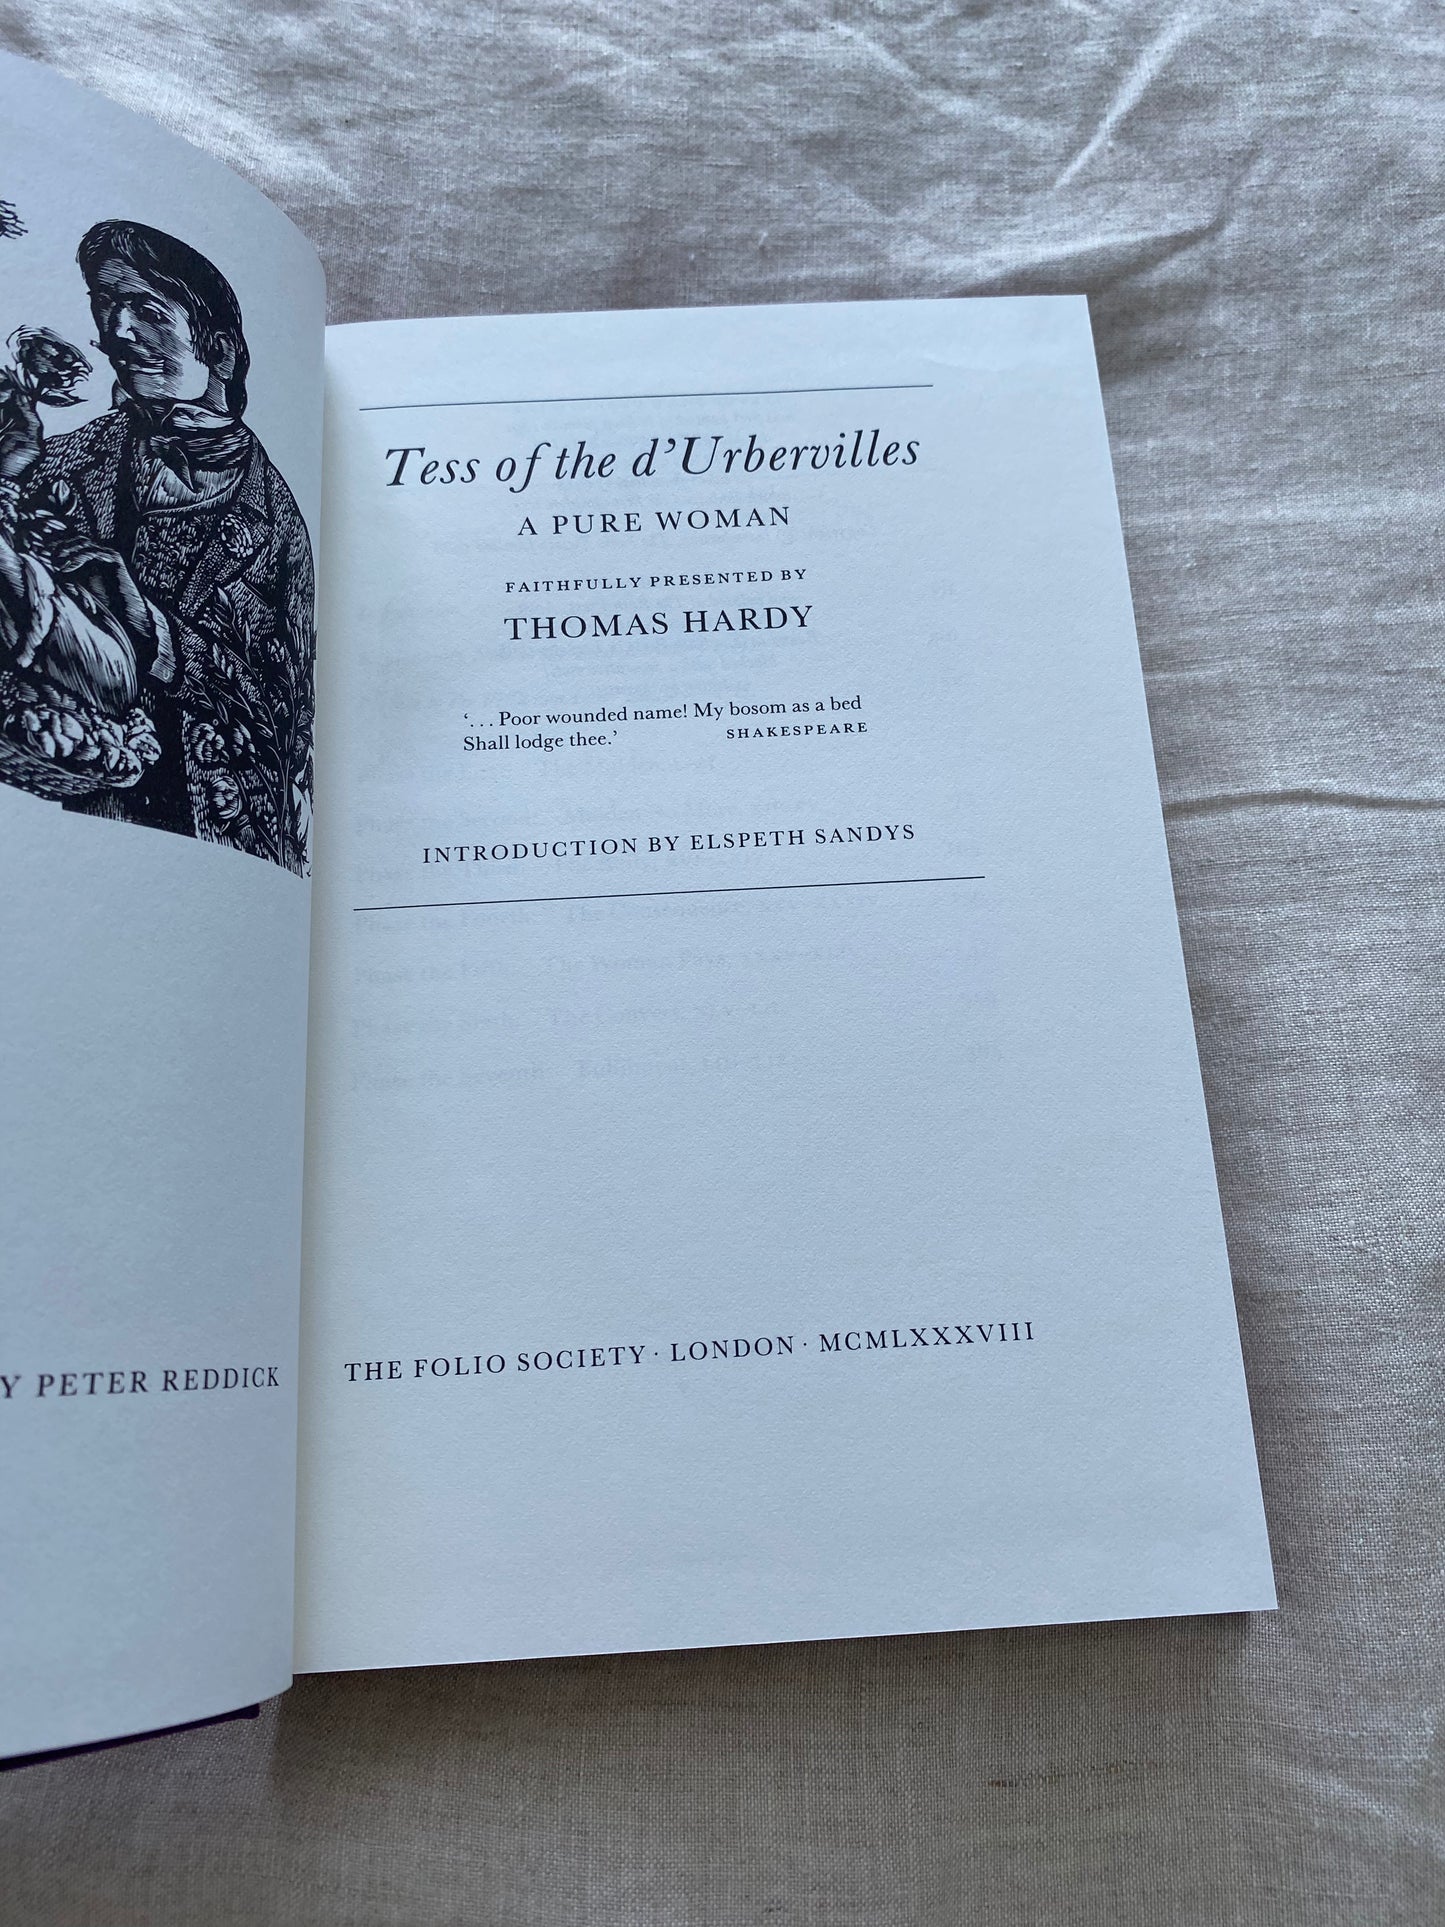 Y PETER REDDICK
Tess of the d'Urbervilles
A PURE WOMAN
FAITHFULLY PRESENTED BY
THOMAS HARDY
‘. . . Poor wounded name! My bosom as a bed
Shall lodge thee.’ SHAKESPEARE
INTRODUCTION BY ELSPETH SANDYS
THE FOLIO SOCIETY · LONDON · MCMLXXXVIII